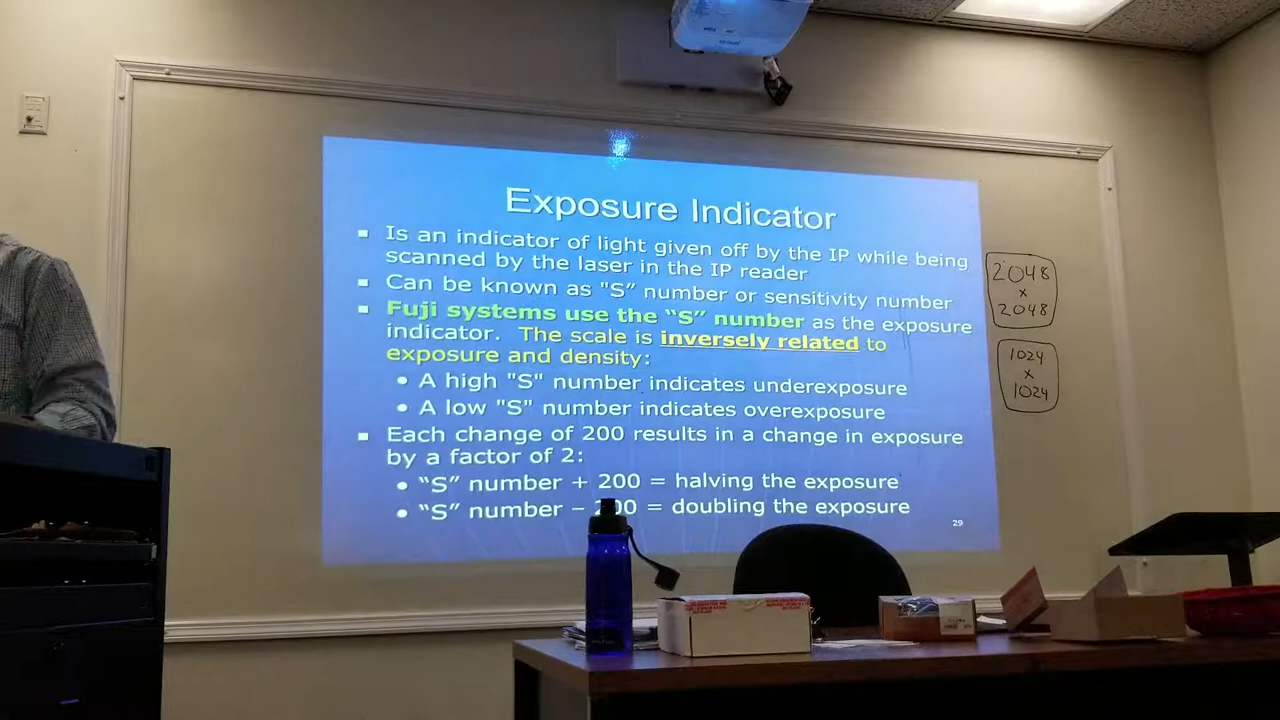 Exposure Indicator
Is an indicator of light given off by the IP while being
scanned by the laser in the IP reader
Can be known as "S" number or sensitivity number
Fuji systems use the “S” number as the exposure
indicator. The scale is inversely related to
exposure and density:
A high "S" number indicates underexposure
A low "S" number indicates overexposure
Each change of 200 results in a change in exposure
by a factor of 2:
“S” number + 200 = halving the exposure
“S” number – 200 = doubling the exposure
29
2048
x
2048
1024
x
1024